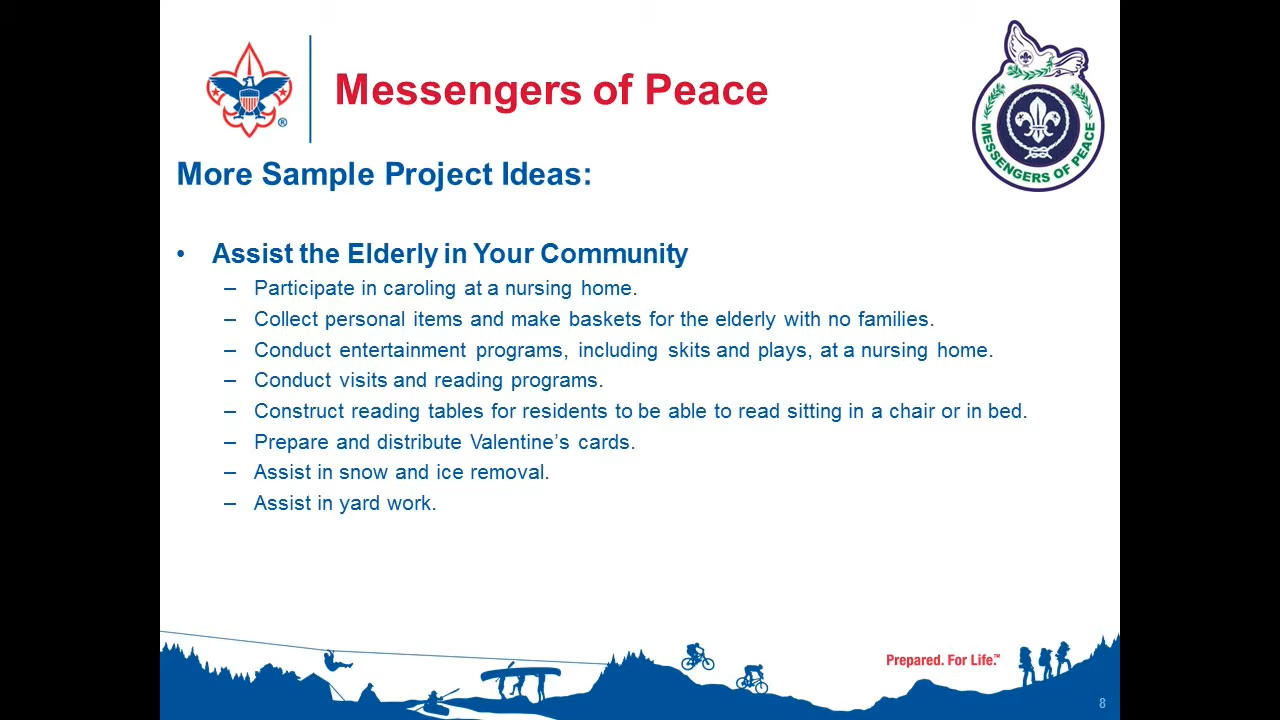 Messengers of Peace
®
MESSENGERS OF PEACE
More Sample Project Ideas:
• Assist the Elderly in Your Community
– Participate in caroling at a nursing home.
– Collect personal items and make baskets for the elderly with no families.
– Conduct entertainment programs, including skits and plays, at a nursing home.
– Conduct visits and reading programs.
– Construct reading tables for residents to be able to read sitting in a chair or in bed.
– Prepare and distribute Valentine’s cards.
– Assist in snow and ice removal.
– Assist in yard work.
Prepared. For Life.™
8